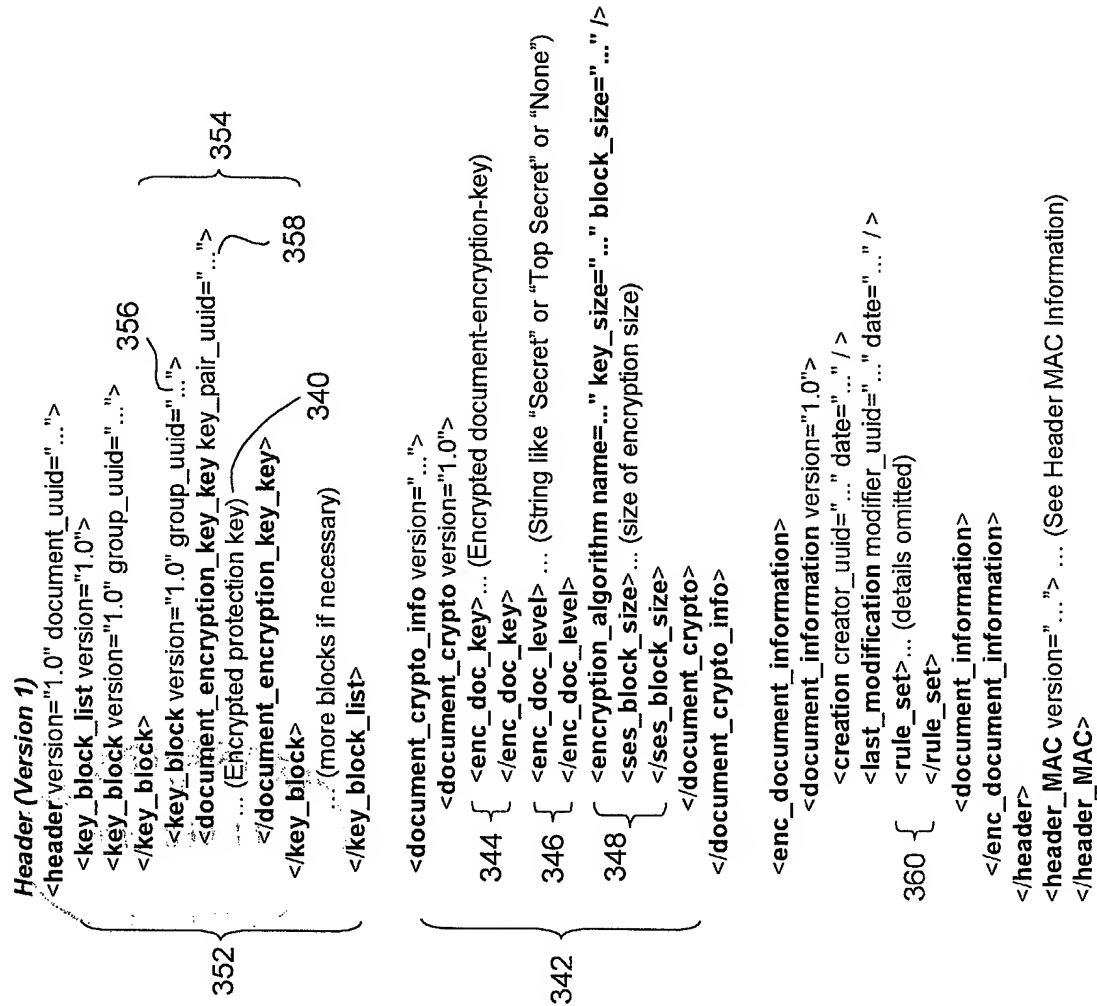 Header (Version 1)
<header version="1.0" document_uuid="...">
<key_block_list version="1.0">
<key_block version="1.0" group_uuid="...">
</key_block>
356
<key_block version="1.0" group_uuid="...">
<document_encryption_key key_pair_uuid="...">
354
358
... (Encrypted protection key)
340
</document_encryption_key_key>
</key_block>
... (more blocks if necessary)
</key_block_list>
352
<document_crypto_info version="...">
<document_crypto version="1.0">
344 <enc_doc_key>... (Encrypted document-encryption-key)
</enc_doc_key>
346 <enc_doc_level>... (String like “Secret” or “Top Secret” or “None”)
</enc_doc_level>
348 <encryption_algorithm name="..." key_size="..." block_size="..." />
<ses_block_size>... (size of encryption size)
</ses_block_size>
</document_crypto>
</document_crypto_info>
342
<enc_document_information>
<document_information version="1.0">
<creation creator_uuid="..." date="..." / >
<last_modification modifier_uuid="..." date="..." / >
360 <rule_set>... (details omitted)
</rule_set>
<document_information>
</enc_document_information>
</header>
<header_MAC version="..."> ... (See Header MAC Information)
</header_MAC>